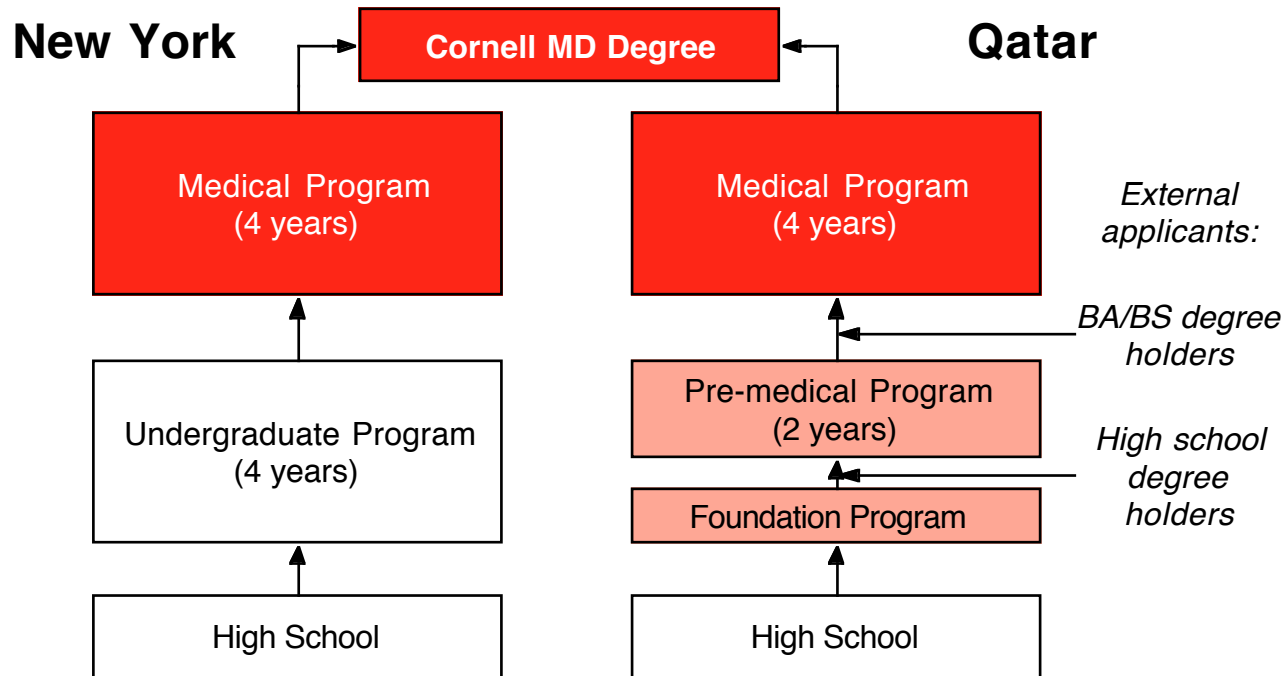 New York
Cornell MD Degree
Qatar
Medical Program
(4 years)
Medical Program
(4 years)
External
applicants:
BA/BS degree
holders
Undergraduate Program
(4 years)
Pre-medical Program
(2 years)
High school
degree
holders
Foundation Program
High School
High School